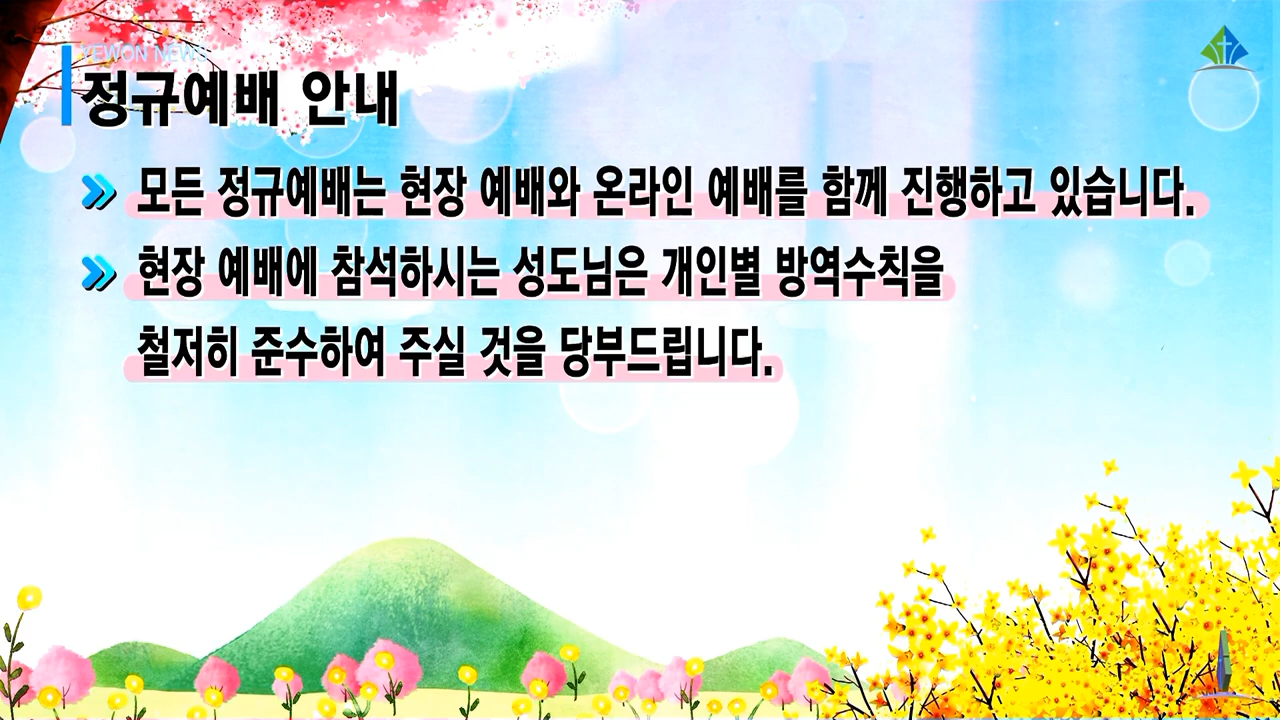 YEWON NEWS
정규예배 안내
모든 정규예배는 현장 예배와 온라인 예배를 함께 진행하고 있습니다.
현장 예배에 참석하시는 성도님은 개인별 방역수칙을
철저히 준수하여 주실 것을 당부드립니다.